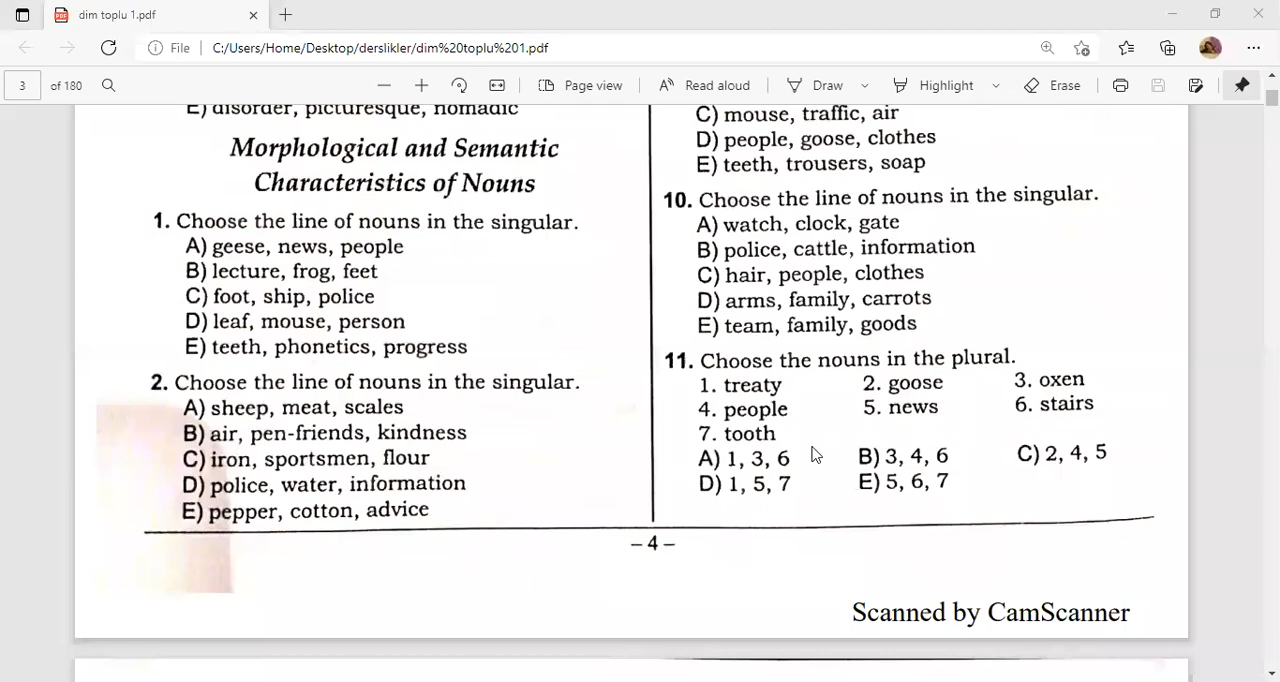 dim toplu 1.pdf
File C:/Users/Home/Desktop/derslikler/dim%20toplu%201.pdf
3 of 180
Page view
Read aloud
Draw
Highlight
Erase
E) disorder, picturesque, nomadic
Morphological and Semantic
Characteristics of Nouns
1. Choose the line of nouns in the singular.
A) geese, news, people
B) lecture, frog, feet
C) foot, ship, police
D) leaf, mouse, person
E) teeth, phonetics, progress
2. Choose the line of nouns in the singular.
A) sheep, meat, scales
B) air, pen-friends, kindness
C) iron, sportsmen, flour
D) police, water, information
E) pepper, cotton, advice
C) mouse, traffic, air
D) people, goose, clothes
E) teeth, trousers, soap
10. Choose the line of nouns in the singular.
A) watch, clock, gate
B) police, cattle, information
C) hair, people, clothes
D) arms, family, carrots
E) team, family, goods
11. Choose the nouns in the plural.
1. treaty 2. goose 3. oxen
4. people 5. news 6. stairs
7. tooth
A) 1, 3, 6 B) 3, 4, 6 C) 2, 4, 5
D) 1, 5, 7 E) 5, 6, 7
– 4 –
Scanned by CamScanner